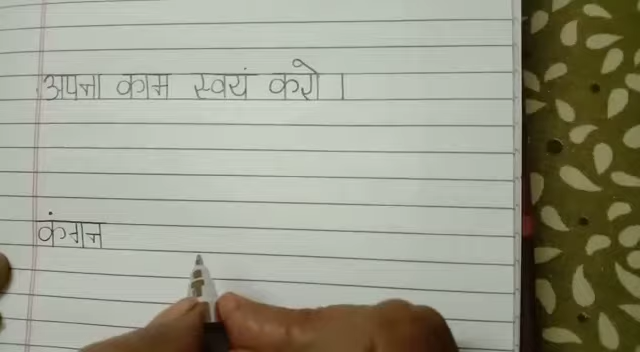 अपना काम स्वयं करो ।
कंगन